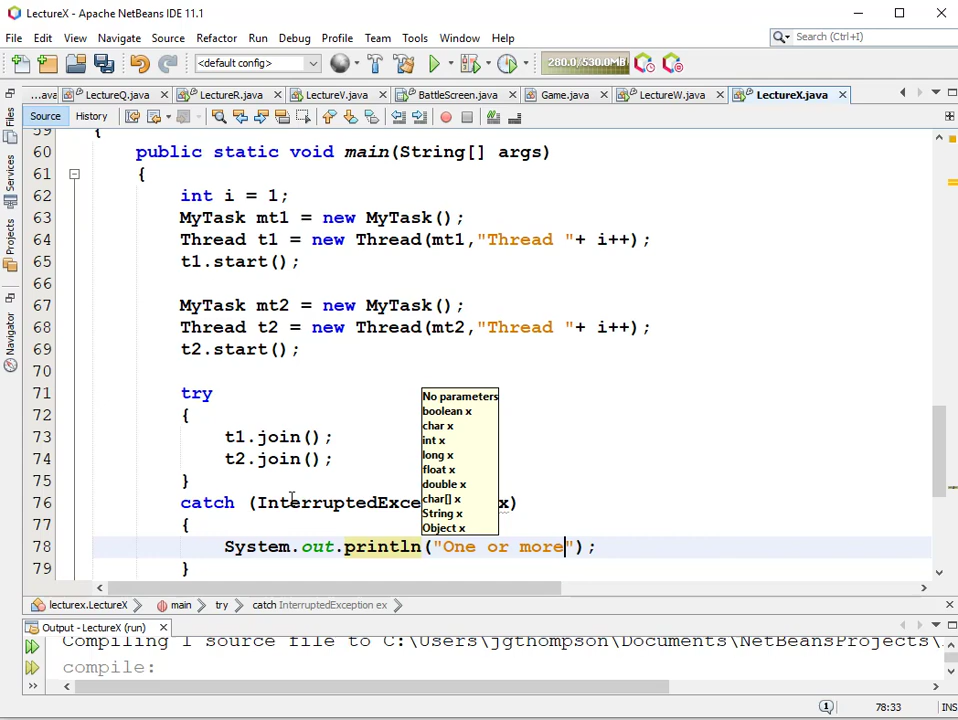 LectureX - Apache NetBeans IDE 11.1
File Edit View Navigate Source Refactor Run Debug Profile Team Tools Window Help
Search (Ctrl+I)
<default config> 280.0/530.0MB
...ava LectureQ.java LectureR.java LectureV.java BattleScreen.java Game.java LectureW.java LectureX.java
Source History
Files
Services
Projects
Navigator
59 {
60 public static void main(String[] args)
61 {
62 int i = 1;
63 MyTask mt1 = new MyTask();
64 Thread t1 = new Thread(mt1,"Thread "+ i++);
65 t1.start();
66
67 MyTask mt2 = new MyTask();
68 Thread t2 = new Thread(mt2,"Thread "+ i++);
69 t2.start();
70
71 try
72 {
73 t1.join();
74 t2.join();
75 }
76 catch (InterruptedExce x)
77 {
78 System.out.println("One or more");
79 }
No parameters
boolean x
char x
int x
long x
float x
double x
char[] x
String x
Object x
lecturex.LectureX main try catch InterruptedException ex
Output - LectureX (run)
Compiling 1 source file to C:\Users\jgthompson\Documents\NetBeansProjects\
compile:
1 78:33 INS